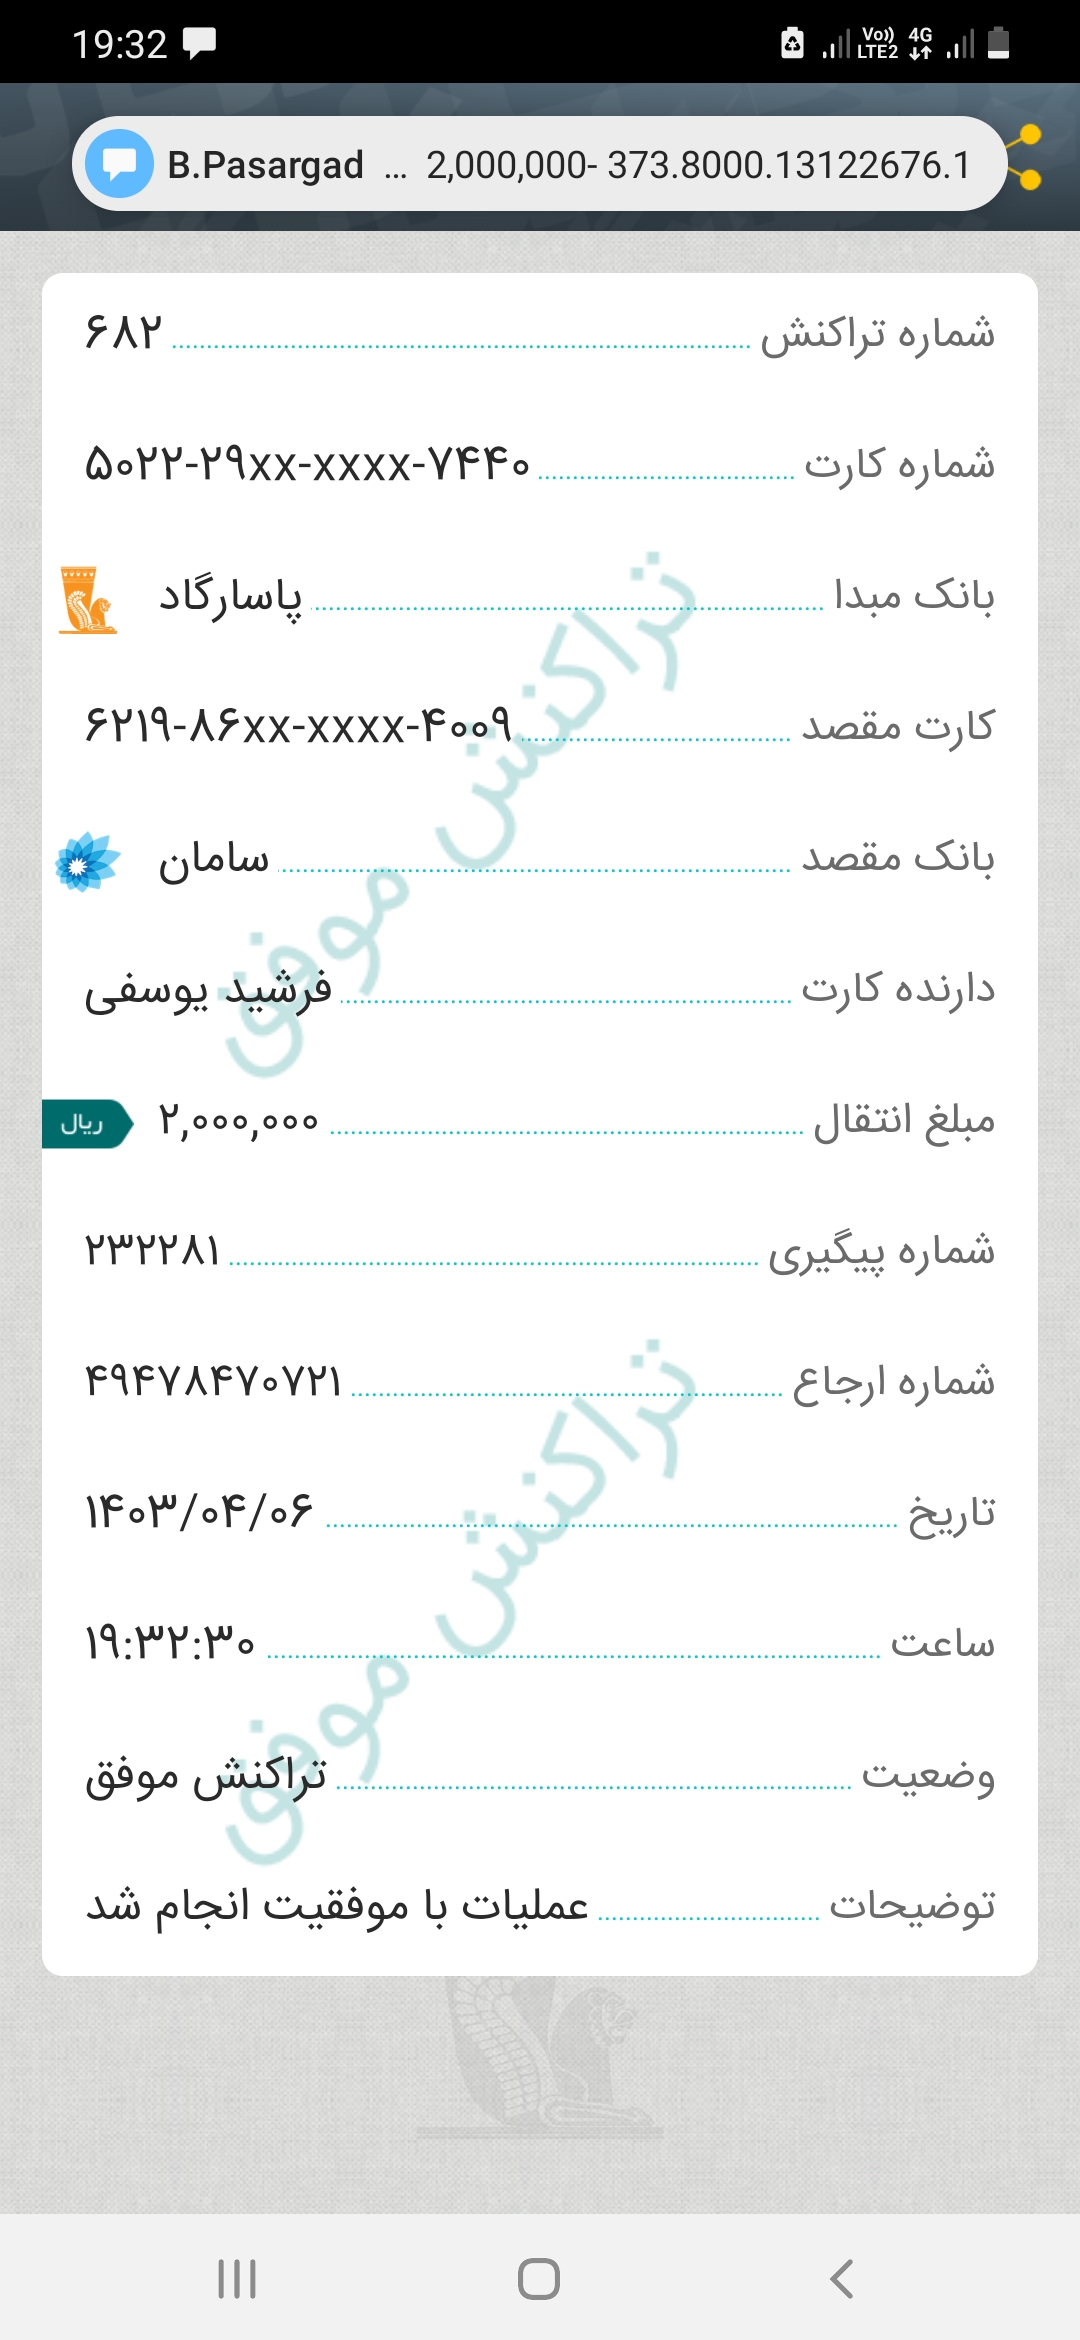 19:32
Vo)) LTE2 4G
B.Pasargad ... 2,000,000- 373.8000.13122676.1
شماره تراکنش ۶۸۲
شماره کارت ۵۰۲۲-۲۹xx-xxxx-۷۴۴۰
بانک مبدا پاسارگاد
کارت مقصد ۶۲۱۹-۸۶xx-xxxx-۴۰۰۹
بانک مقصد سامان
دارنده کارت فرشید یوسفی
مبلغ انتقال ۲,۰۰۰,۰۰۰ ریال
شماره پیگیری ۲۳۲۲۸۱
شماره ارجاع ۴۹۴۷۸۴۷۰۷۲۱
تاریخ ۱۴۰۳/۰۴/۰۶
ساعت ۱۹:۳۲:۳۰
وضعیت تراکنش موفق
توضیحات عملیات با موفقیت انجام شد
تراکنش موفق
تراکنش موفق